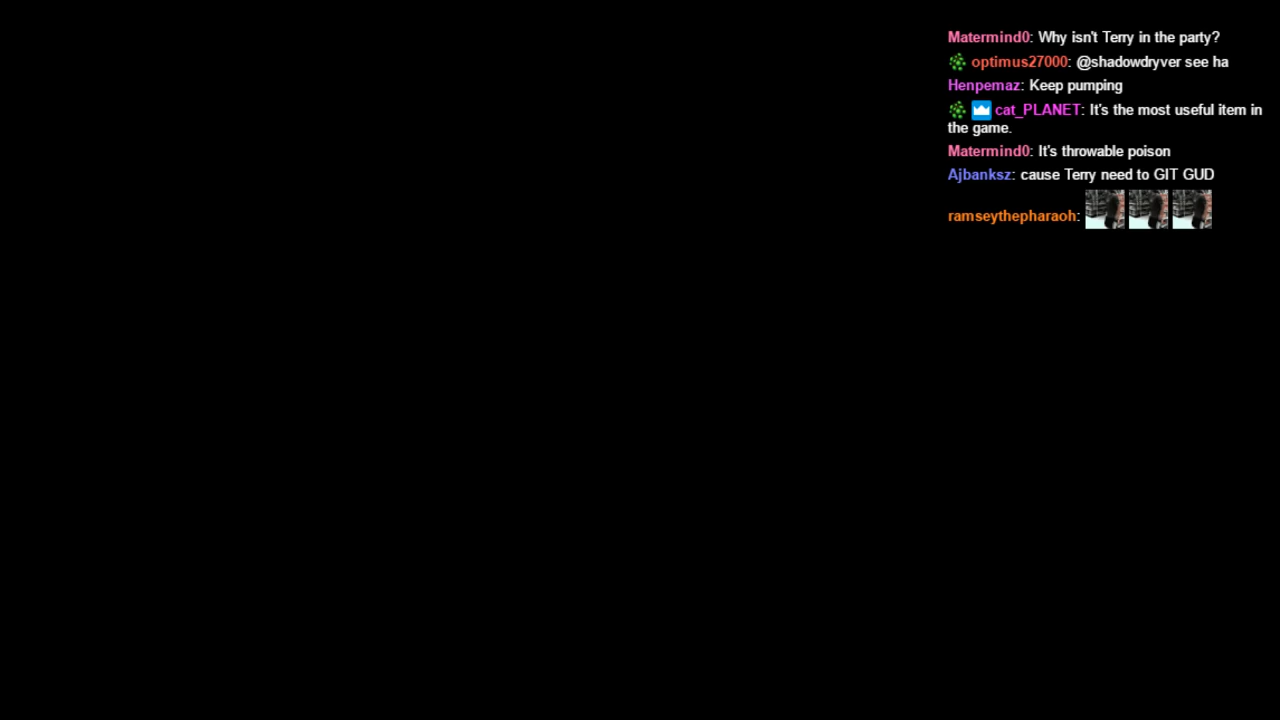 Matermind0: Why isn't Terry in the party?
optimus27000: @shadowdryver see ha
Henpemaz: Keep pumping
cat_PLANET: It's the most useful item in
the game.
Matermind0: It's throwable poison
Ajbanksz: cause Terry need to GIT GUD
ramseythepharaoh: